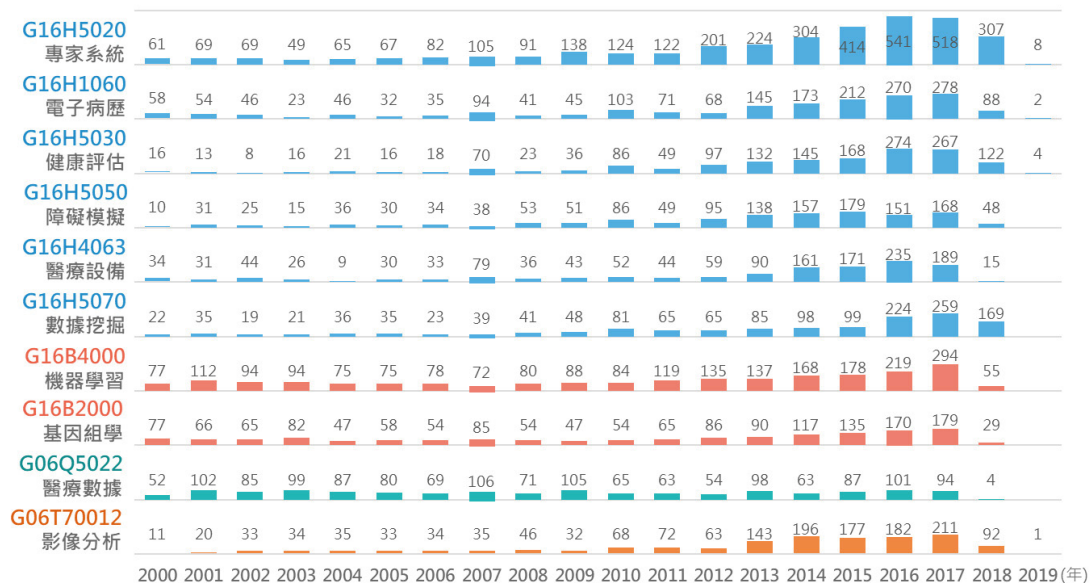 G16H5020
專家系統
61 69 69 49 65 67 82 105 91 138 124 122 201 224 304 414 541 518 307 8
G16H1060
電子病歷
58 54 46 23 46 32 35 94 41 45 103 71 68 145 173 212 270 278 88 2
G16H5030
健康評估
16 13 8 16 21 16 18 70 23 36 86 49 97 132 145 168 274 267 122 4
G16H5050
障礙模擬
10 31 25 15 36 30 34 38 53 51 86 49 95 138 157 179 151 168 48
G16H4063
醫療設備
34 31 44 26 9 30 33 79 36 43 52 44 59 90 161 171 235 189 15
G16H5070
數據挖掘
22 35 19 21 36 35 23 39 41 48 81 65 65 85 98 99 224 259 169
G16B4000
機器學習
77 112 94 94 75 75 78 72 80 88 84 119 135 137 168 178 219 294 55
G16B2000
基因組學
77 66 65 82 47 58 54 85 54 47 54 65 86 90 117 135 170 179 29
G06Q5022
醫療數據
52 102 85 99 87 80 69 106 71 105 65 63 54 98 63 87 101 94 4
G06T70012
影像分析
11 20 33 34 35 33 34 35 46 32 68 72 63 143 196 177 182 211 92 1
2000 2001 2002 2003 2004 2005 2006 2007 2008 2009 2010 2011 2012 2013 2014 2015 2016 2017 2018 2019 (年)